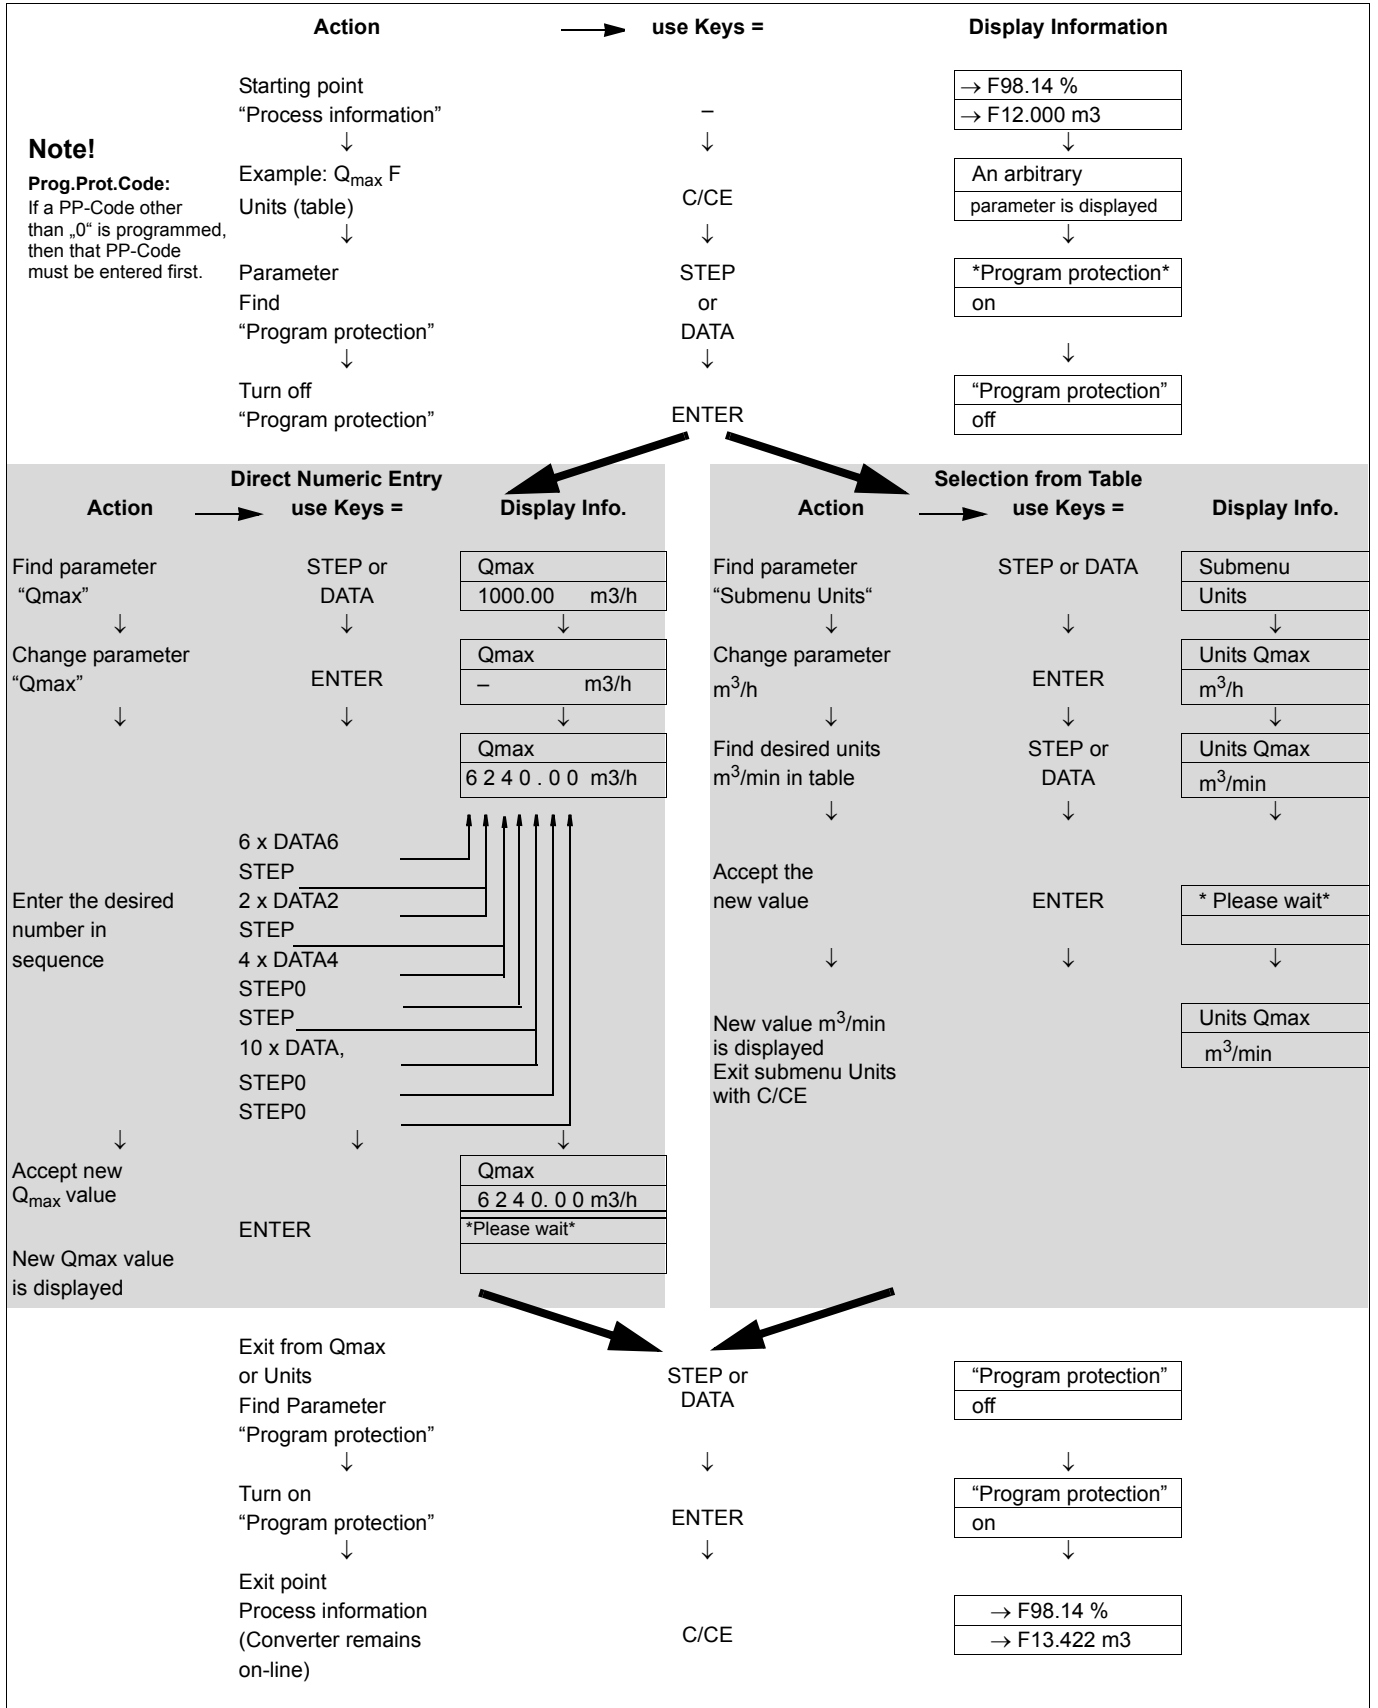 Action → use Keys = Display Information
Starting point → F98.14 %
“Process information” – → F12.000 m3
↓ ↓ ↓
Note!
Prog.Prot.Code:
If a PP-Code other
than „0“ is programmed,
then that PP-Code
must be entered first.
Example: Qmax F An arbitrary
Units (table) C/CE parameter is displayed
↓ ↓ ↓
Parameter STEP *Program protection*
Find or on
“Program protection” DATA
↓ ↓ ↓
Turn off “Program protection”
“Program protection” ENTER off
Direct Numeric Entry
Action → use Keys = Display Info.
Find parameter STEP or Qmax
“Qmax” DATA 1000.00 m3/h
↓ ↓ ↓
Change parameter Qmax
“Qmax” ENTER – m3/h
↓ ↓ ↓
Qmax
6 2 4 0 . 0 0 m3/h
6 x DATA6
STEP
Enter the desired 2 x DATA2
number in STEP
sequence 4 x DATA4
STEP0
STEP
10 x DATA,
STEP0
STEP0
↓ ↓ ↓
Accept new Qmax
Qmax value 6 2 4 0. 0 0 m3/h
ENTER *Please wait*
New Qmax value
is displayed
Selection from Table
Action → use Keys = Display Info.
Find parameter STEP or DATA Submenu
“Submenu Units“ Units
↓ ↓ ↓
Change parameter Units Qmax
m³/h ENTER m³/h
↓ ↓ ↓
Find desired units STEP or Units Qmax
m³/min in table DATA m³/min
↓ ↓ ↓
Accept the
new value ENTER * Please wait*
↓ ↓ ↓
New value m³/min Units Qmax
is displayed m³/min
Exit submenu Units
with C/CE
Exit from Qmax
or Units STEP or “Program protection”
Find Parameter DATA off
“Program protection”
↓ ↓ ↓
Turn on “Program protection”
“Program protection” ENTER on
↓ ↓ ↓
Exit point
Process information → F98.14 %
(Converter remains C/CE → F13.422 m3
on-line)